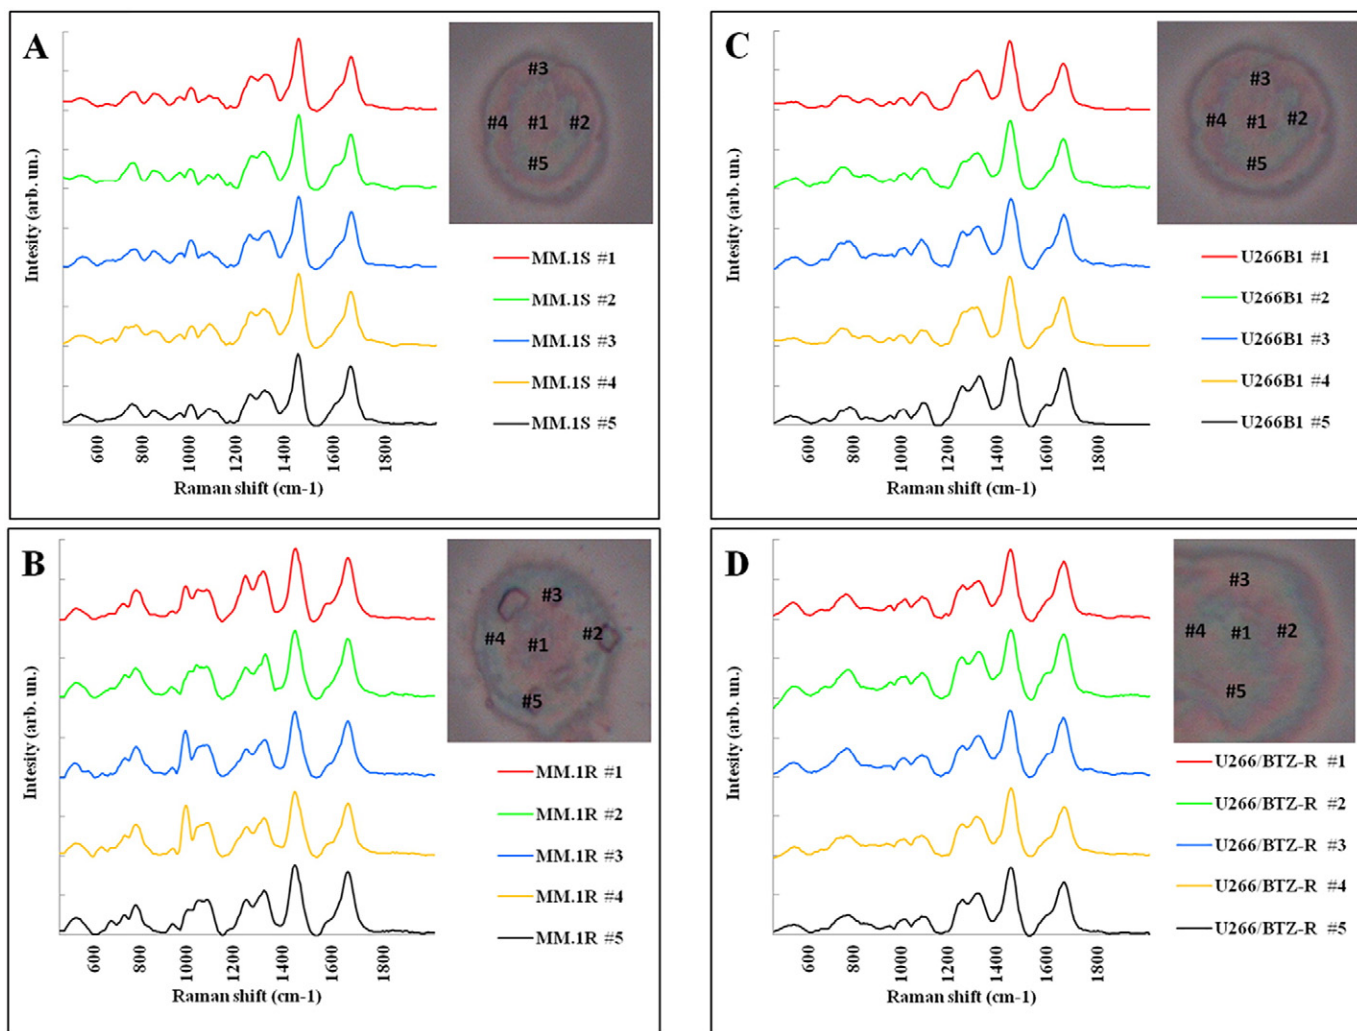 A
#3
#4 #1 #2
#5
Intesity (arb. un.)
MM.1S #1
MM.1S #2
MM.1S #3
MM.1S #4
MM.1S #5
600 800 1000 1200 1400 1600 1800
Raman shift (cm-1)
C
#3
#4 #1 #2
#5
Intesity (arb. un.)
U266B1 #1
U266B1 #2
U266B1 #3
U266B1 #4
U266B1 #5
600 800 1000 1200 1400 1600 1800
Raman shift (cm-1)
B
#3
#4 #1 #2
#5
Intesity (arb. un.)
MM.1R #1
MM.1R #2
MM.1R #3
MM.1R #4
MM.1R #5
600 800 1000 1200 1400 1600 1800
Raman shift (cm-1)
D
#3
#4 #1 #2
#5
Intesity (arb. un.)
U266/BTZ-R #1
U266/BTZ-R #2
U266/BTZ-R #3
U266/BTZ-R #4
U266/BTZ-R #5
600 800 1000 1200 1400 1600 1800
Raman shift (cm-1)